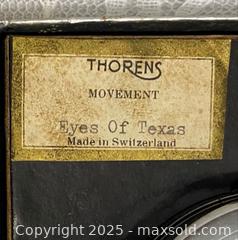 THORENS
MOVEMENT
Eyes Of Texas
Made in Switzerland
Copyright 2025 - maxsold.com